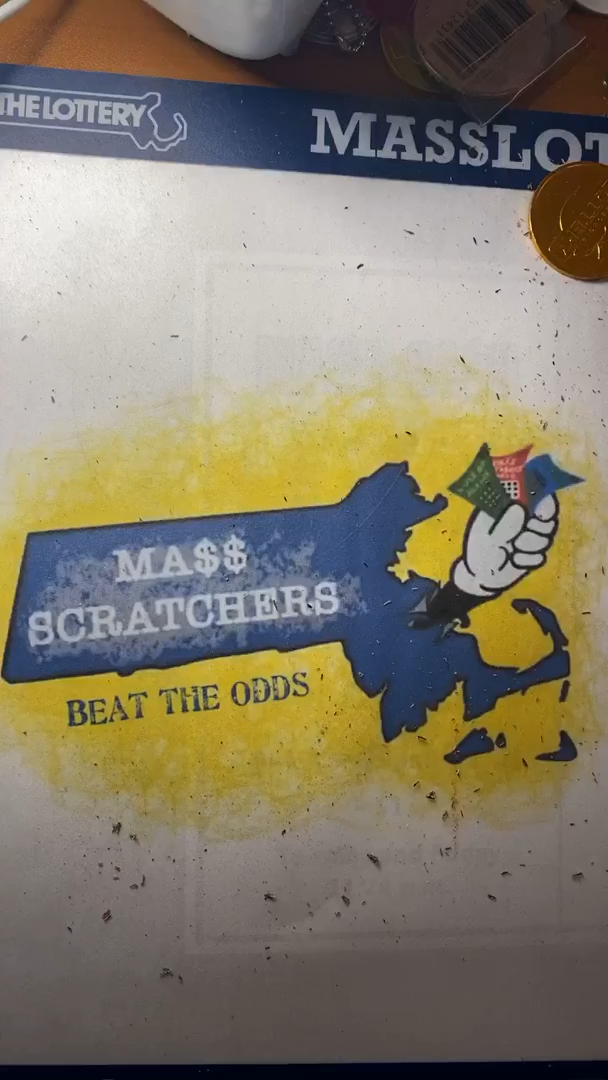 THE LOTTERY
MASSLOT
MA$$
SCRATCHERS
BEAT THE ODDS